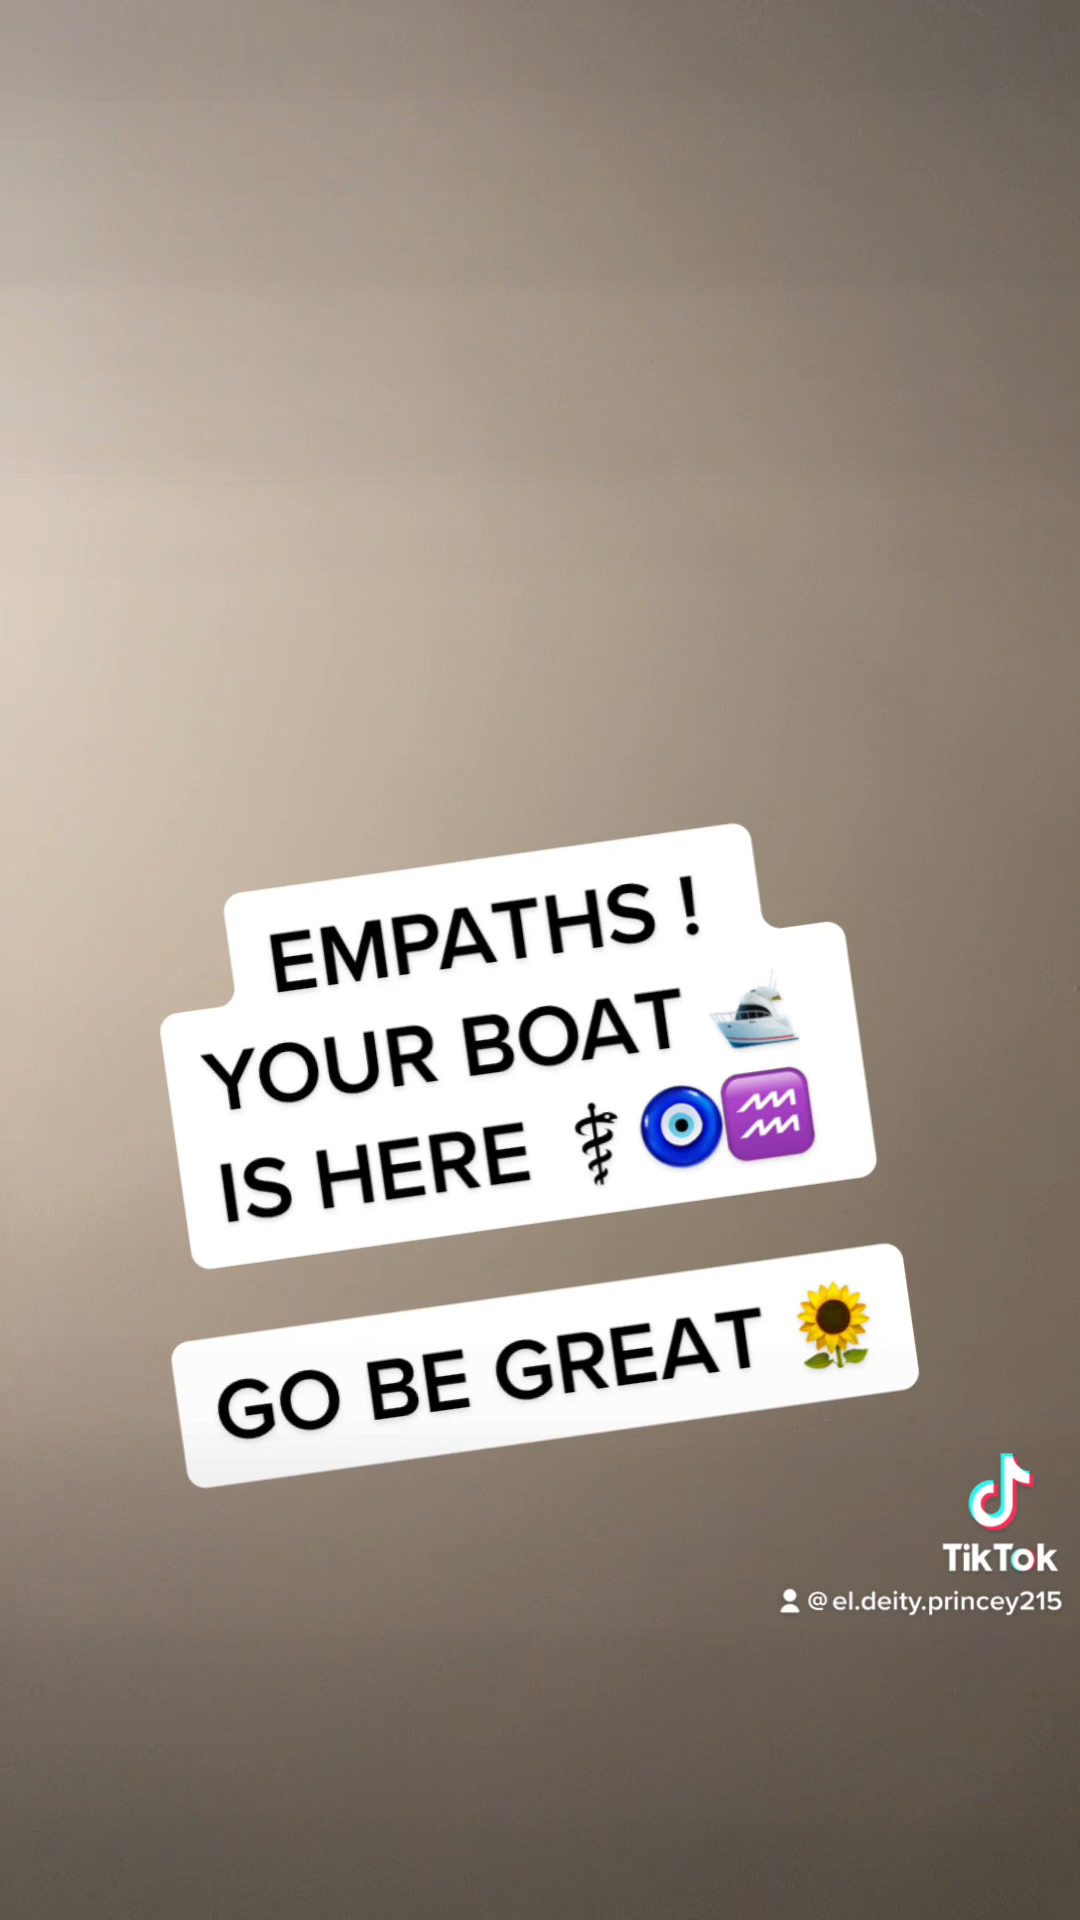 EMPATHS !
YOUR BOAT 🛥️
IS HERE ⚕️🧿♒
GO BE GREAT 🌻
TikTok
@el.deity.princey215